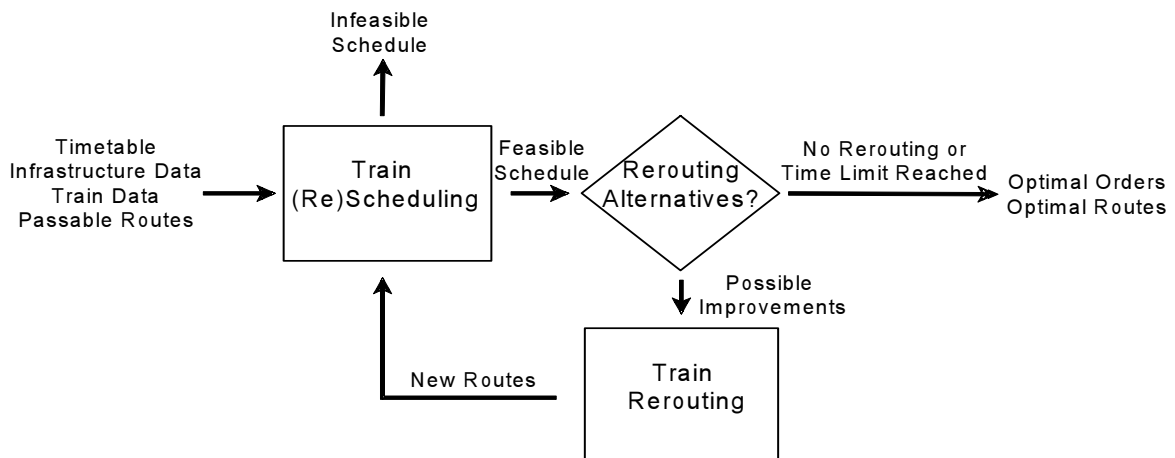 Infeasible
Schedule
Timetable
Infrastructure Data
Train Data
Passable Routes
Train
(Re)Scheduling
Feasible
Schedule
Rerouting
Alternatives?
No Rerouting or
Time Limit Reached
Optimal Orders
Optimal Routes
Possible
Improvements
New Routes
Train
Rerouting